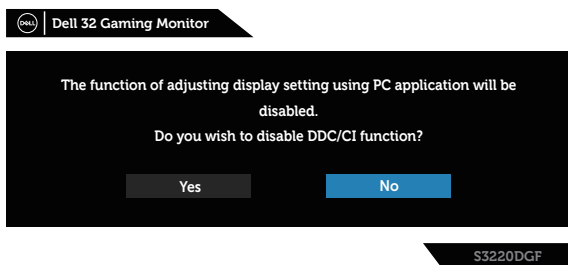 DELL
Dell 32 Gaming Monitor
The function of adjusting display setting using PC application will be
disabled.
Do you wish to disable DDC/CI function?
Yes No
S3220DGF